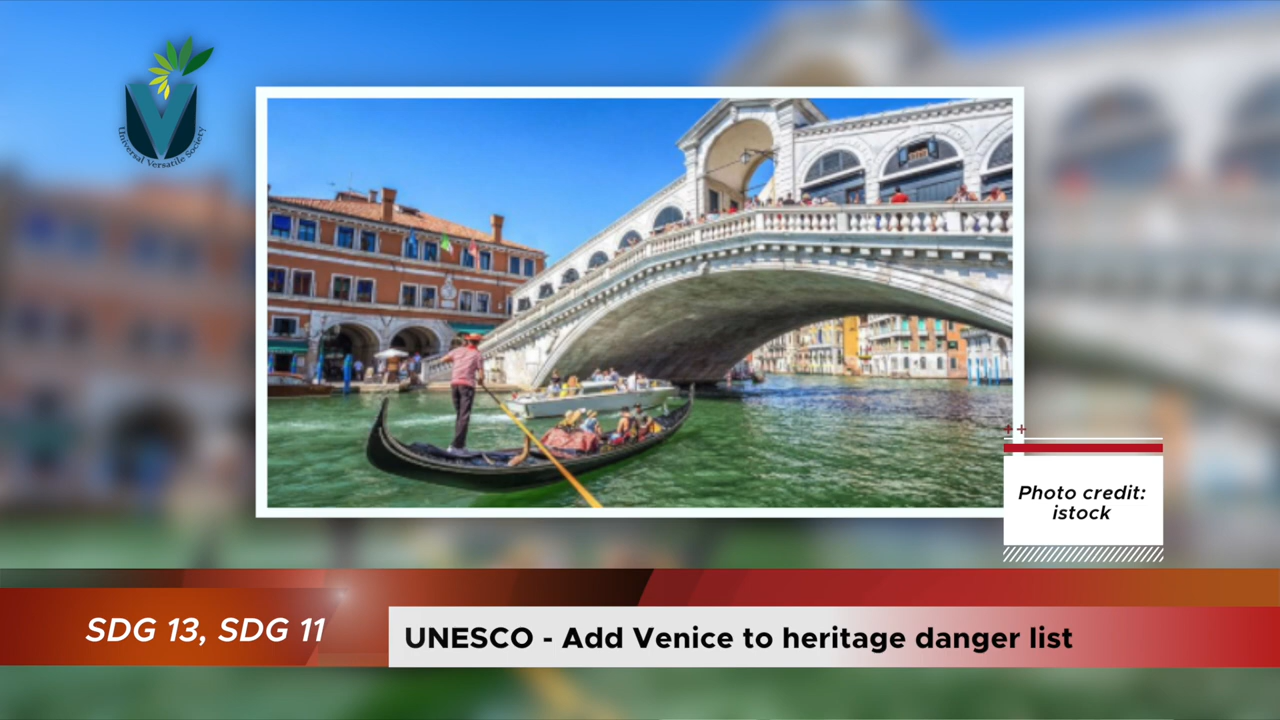 Universal Versatile Society
Photo credit:
istock
SDG 13, SDG 11
UNESCO - Add Venice to heritage danger list